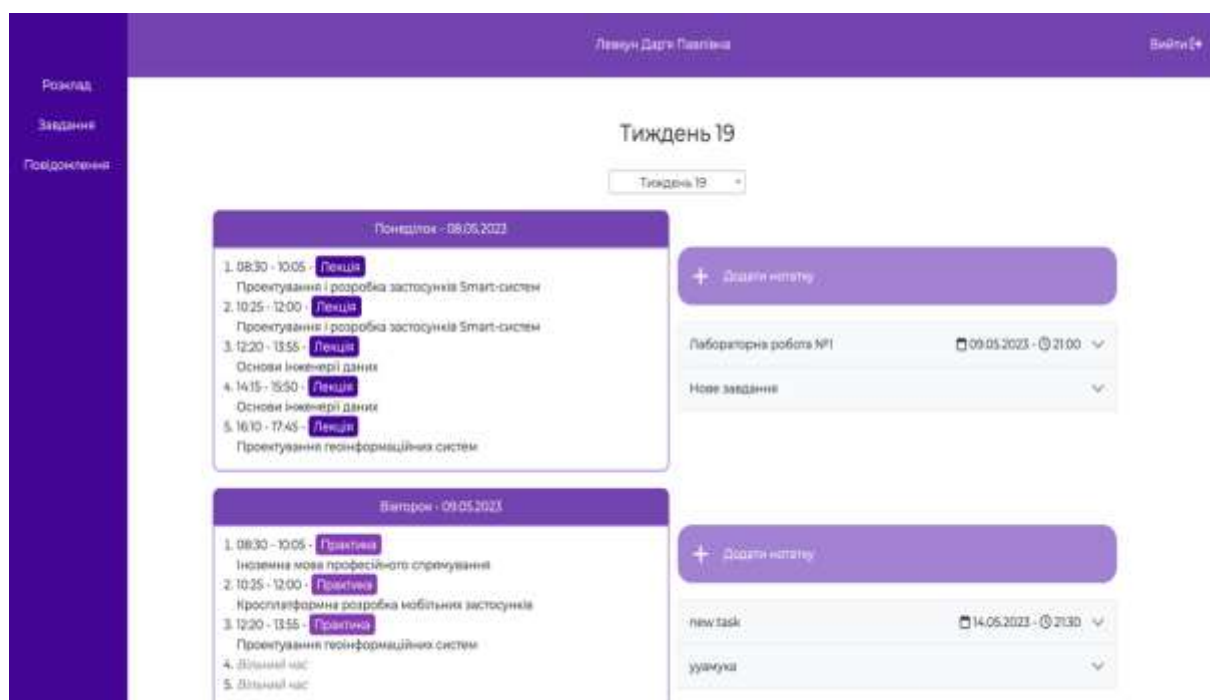 Левкун Дар'я Павлівна
Вийти
Розклад
Завдання
Повідомлення
Тиждень 19
Тиждень 19
Понеділок - 08.05.2023
1. 08:30 - 10:05 - Лекція
Проектування і розробка застосунків Smart-систем
2. 10:25 - 12:00 - Лекція
Проектування і розробка застосунків Smart-систем
3. 12:20 - 13:55 - Лекція
Основи Інженерії даних
4. 14:15 - 15:50 - Лекція
Основи Інженерії даних
5. 16:10 - 17:45 - Лекція
Проектування геоінформаційних систем
Додати нотатку
Лабораторна робота №1 09.05.2023 - 21:00
Нове завдання
Вівторок - 09.05.2023
1. 08:30 - 10:05 - Практика
Іноземна мова професійного спрямування
2. 10:25 - 12:00 - Практика
Кросплатформна розробка мобільних застосунків
3. 12:20 - 13:55 - Практика
Проектування геоінформаційних систем
4. Вільний час
5. Вільний час
Додати нотатку
new task 14.05.2023 - 21:30